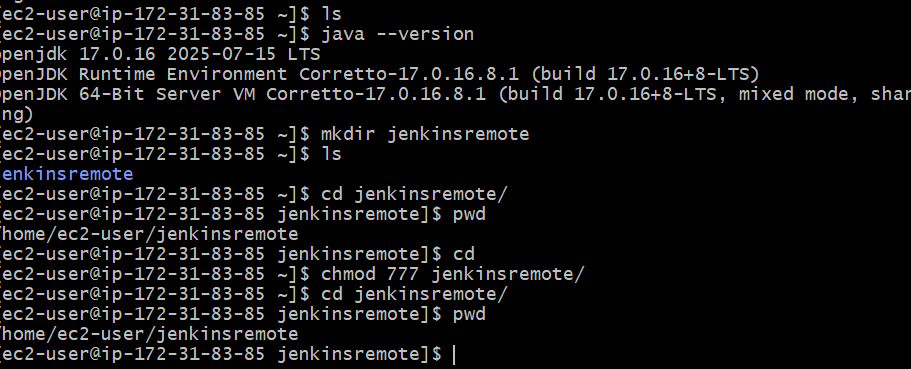 [ec2-user@ip-172-31-83-85 ~]$ ls
[ec2-user@ip-172-31-83-85 ~]$ java --version
openjdk 17.0.16 2025-07-15 LTS
OpenJDK Runtime Environment Corretto-17.0.16.8.1 (build 17.0.16+8-LTS)
OpenJDK 64-Bit Server VM Corretto-17.0.16.8.1 (build 17.0.16+8-LTS, mixed mode, shar
ing)
[ec2-user@ip-172-31-83-85 ~]$ mkdir jenkinsremote
[ec2-user@ip-172-31-83-85 ~]$ ls
jenkinsremote
[ec2-user@ip-172-31-83-85 ~]$ cd jenkinsremote/
[ec2-user@ip-172-31-83-85 jenkinsremote]$ pwd
/home/ec2-user/jenkinsremote
[ec2-user@ip-172-31-83-85 jenkinsremote]$ cd
[ec2-user@ip-172-31-83-85 ~]$ chmod 777 jenkinsremote/
[ec2-user@ip-172-31-83-85 ~]$ cd jenkinsremote/
[ec2-user@ip-172-31-83-85 jenkinsremote]$ pwd
/home/ec2-user/jenkinsremote
[ec2-user@ip-172-31-83-85 jenkinsremote]$